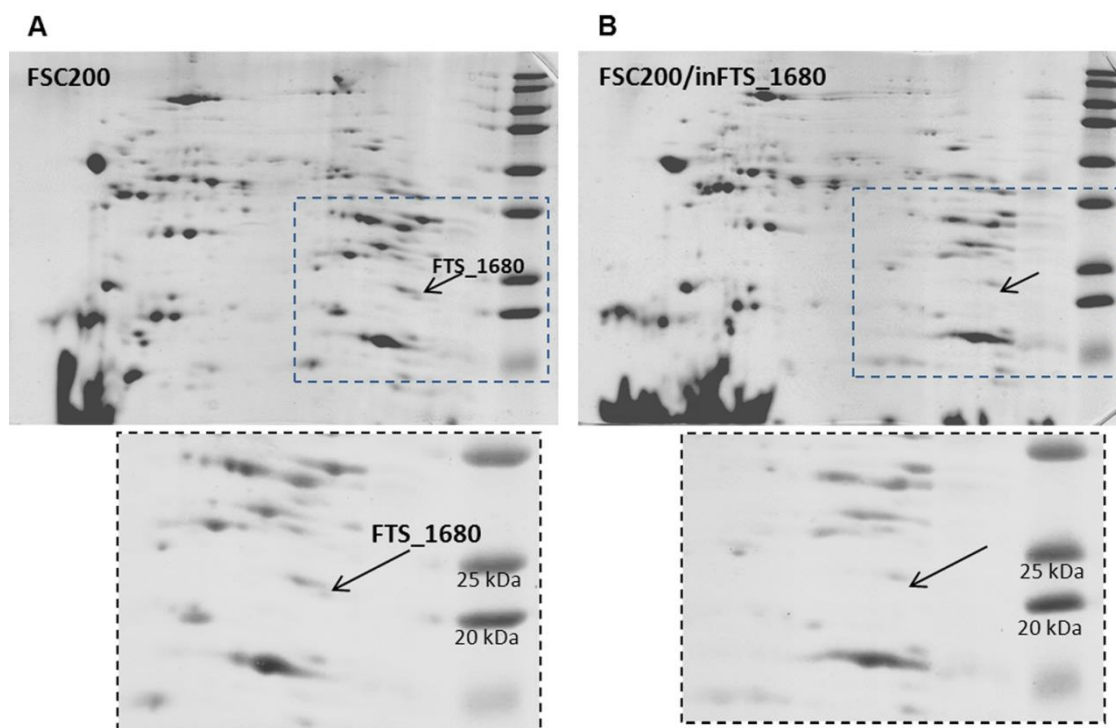 A
B
FSC200
FSC200/inFTS_1680
FTS_1680
FTS_1680
25 kDa
20 kDa
25 kDa
20 kDa